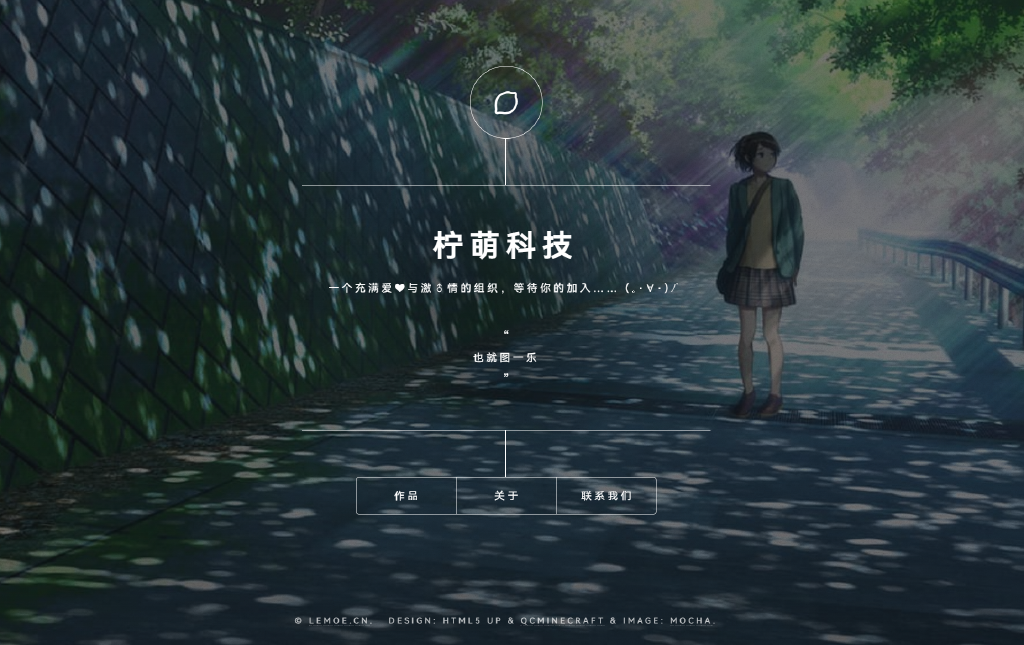 柠萌科技
一个充满爱❤与激情的组织，等待你的加入……（｡･∀･)ﾉﾞ
“
也就图一乐
”
作品 关于 联系我们
© LEMOE.CN. DESIGN: HTML5 UP & QCMINECRAFT & IMAGE: MOCHA.